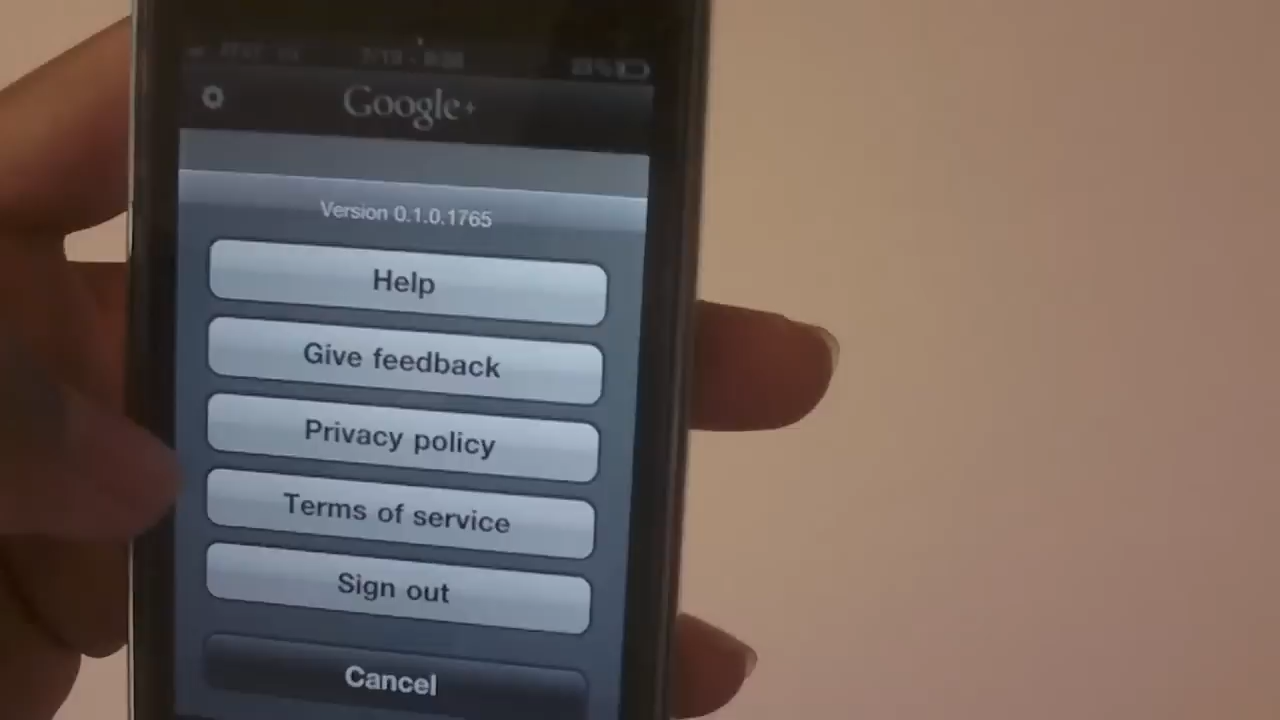 Google+
Version 0.1.0.1765
Help
Give feedback
Privacy policy
Terms of service
Sign out
Cancel